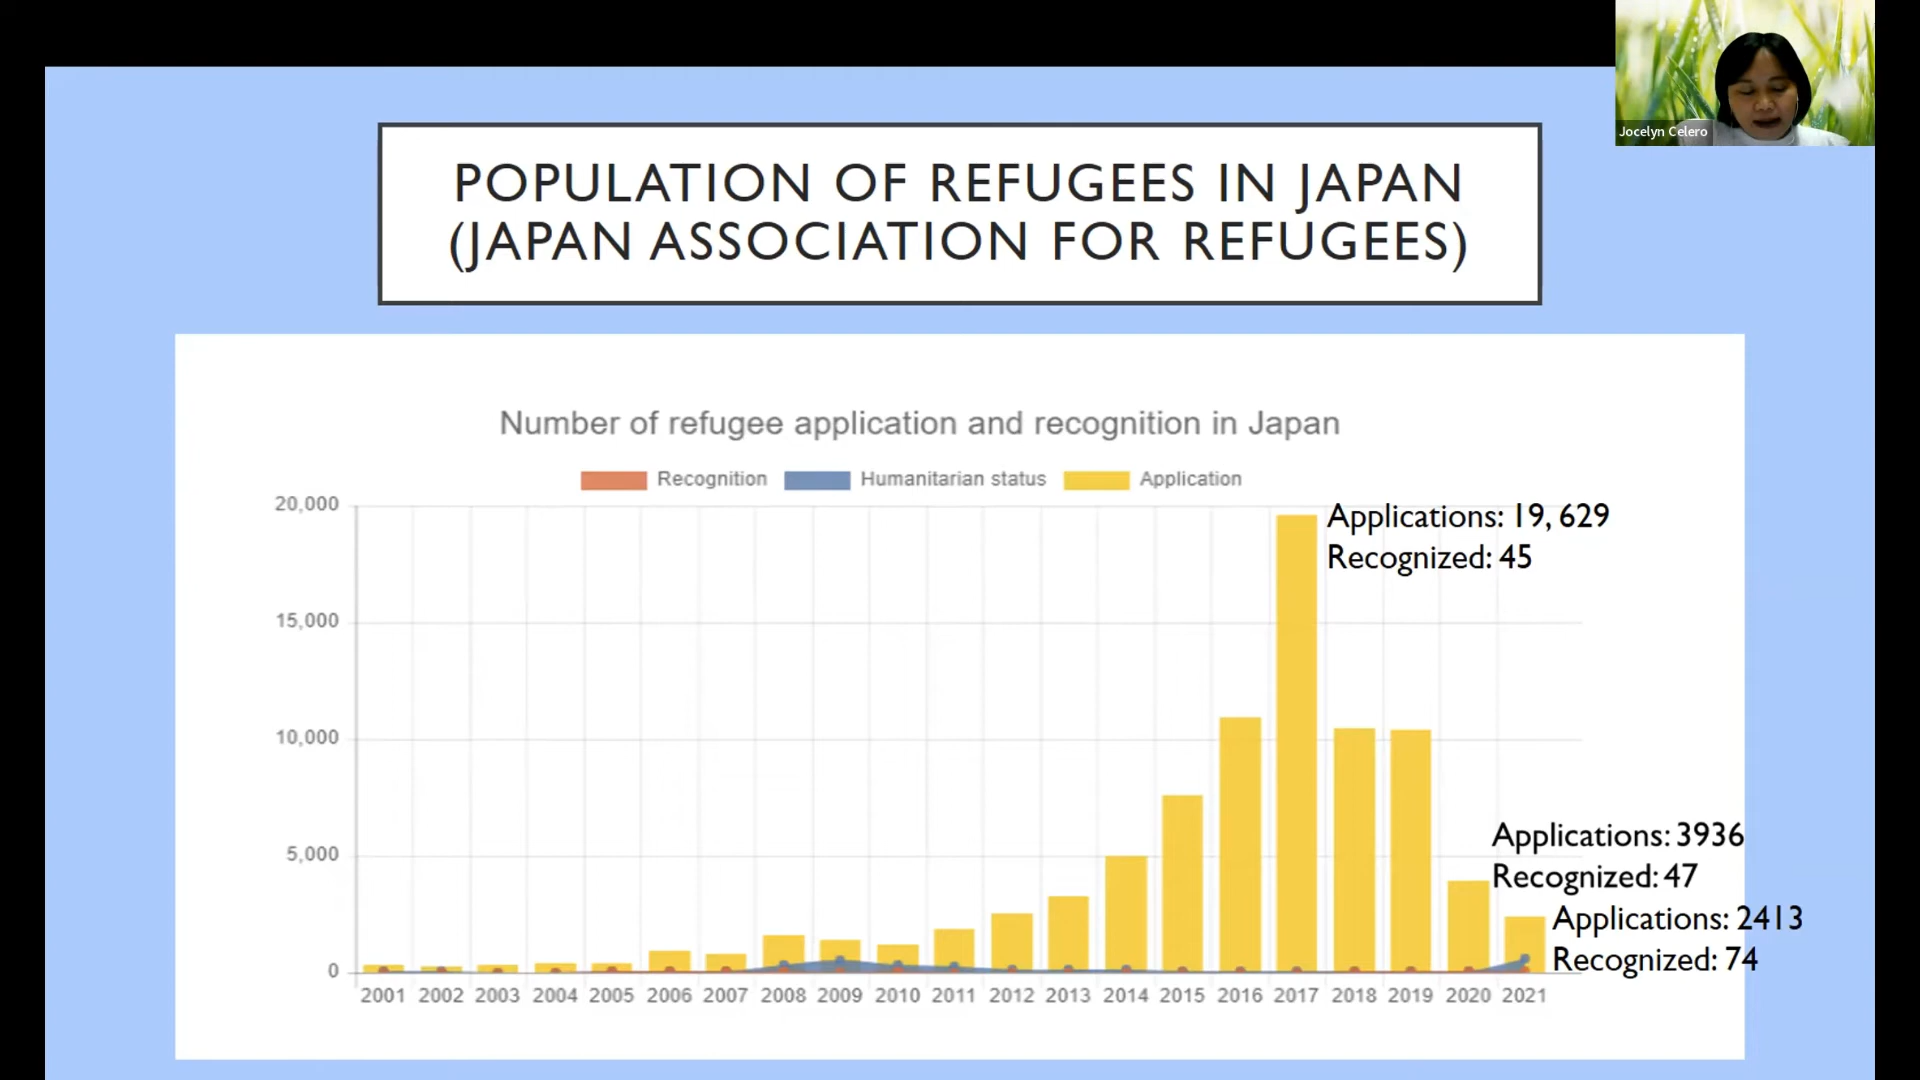 Jocelyn Celero
POPULATION OF REFUGEES IN JAPAN
(JAPAN ASSOCIATION FOR REFUGEES)
Number of refugee application and recognition in Japan
Recognition Humanitarian status Application
20,000
15,000
10,000
5,000
0
Applications: 19, 629
Recognized: 45
Applications: 3936
Recognized: 47
Applications: 2413
Recognized: 74
2001 2002 2003 2004 2005 2006 2007 2008 2009 2010 2011 2012 2013 2014 2015 2016 2017 2018 2019 2020 2021